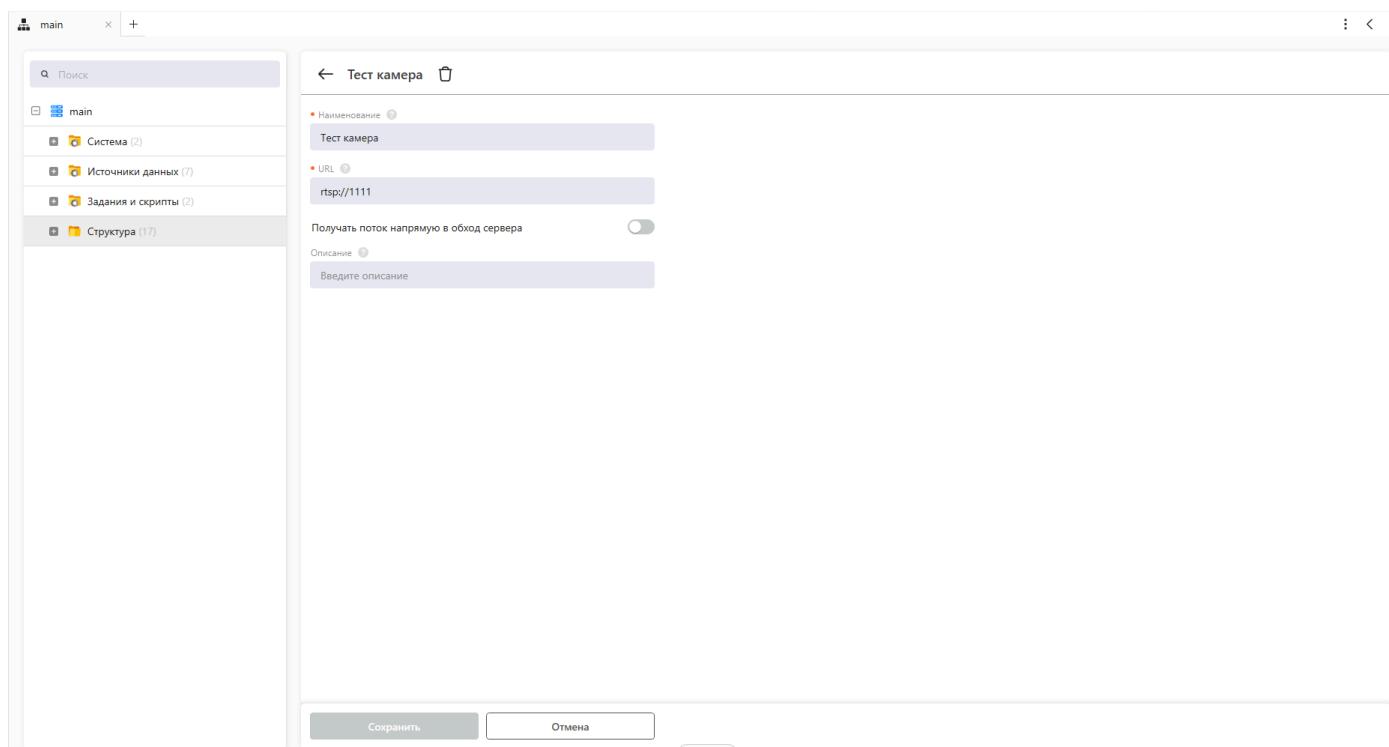 main
Поиск
main
Система (2)
Источники данных (7)
Задания и скрипты (2)
Структура (17)
Тест камера
Наименование
Тест камера
URL
rtsp://1111
Получать поток напрямую в обход сервера
Описание
Введите описание
Сохранить
Отмена